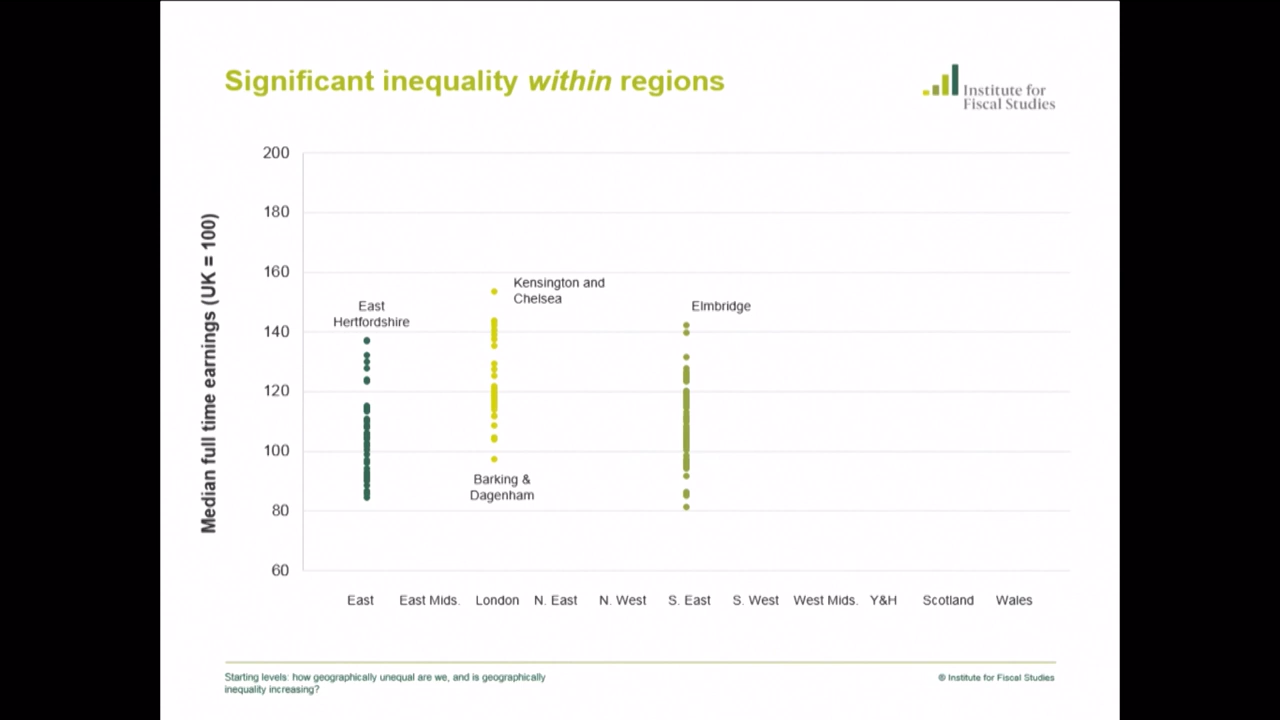 Significant inequality within regions
Institute for
Fiscal Studies
Median full time earnings (UK = 100)
200
180
160
140
120
100
80
60
East
Hertfordshire
Kensington and
Chelsea
Elmbridge
Barking &
Dagenham
East East Mids. London N. East N. West S. East S. West West Mids. Y&H Scotland Wales
Starting levels: how geographically unequal are we, and is geographically
inequality increasing?
© Institute for Fiscal Studies